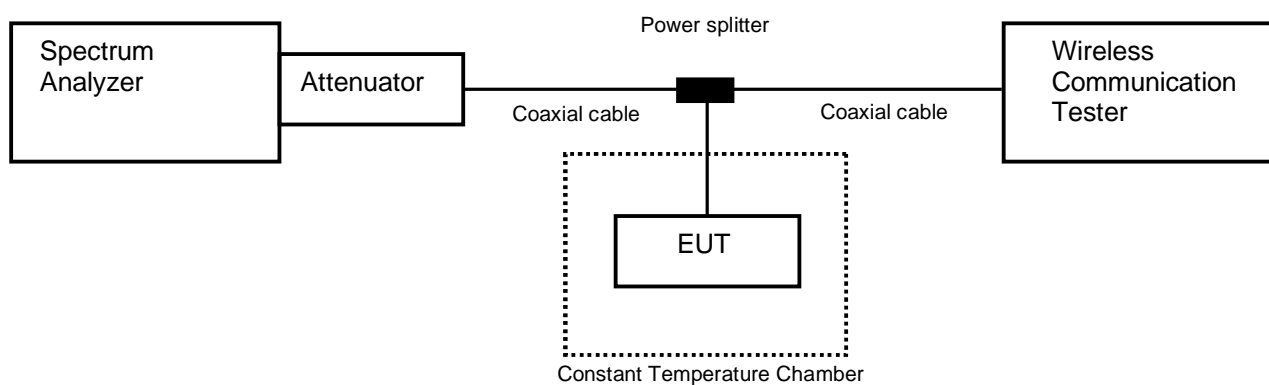 Power splitter
Spectrum
Analyzer
Attenuator
Wireless
Communication
Tester
Coaxial cable
Coaxial cable
EUT
Constant Temperature Chamber